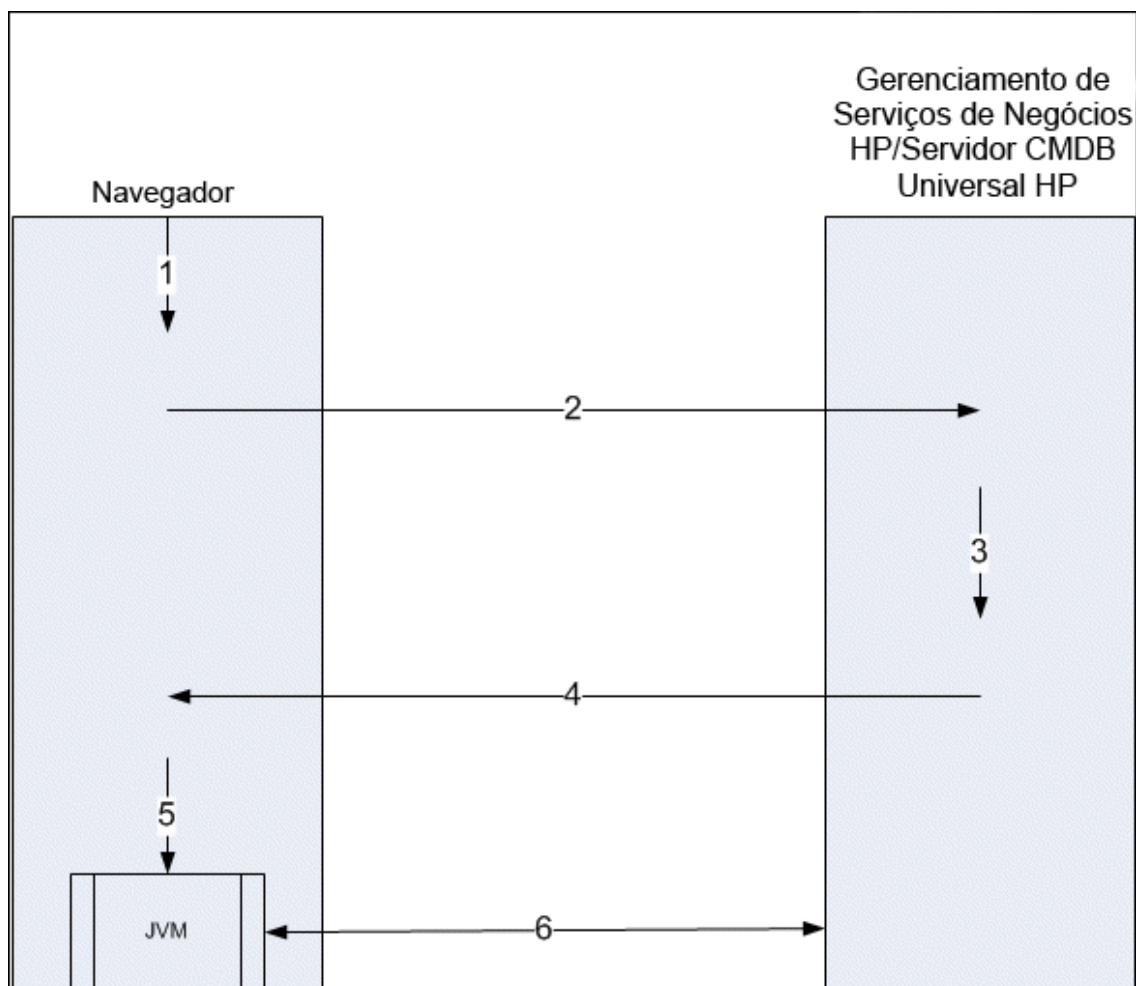 Gerenciamento de
Serviços de Negócios
HP/Servidor CMDB
Universal HP
Navegador
1
2
3
4
5
JVM
6